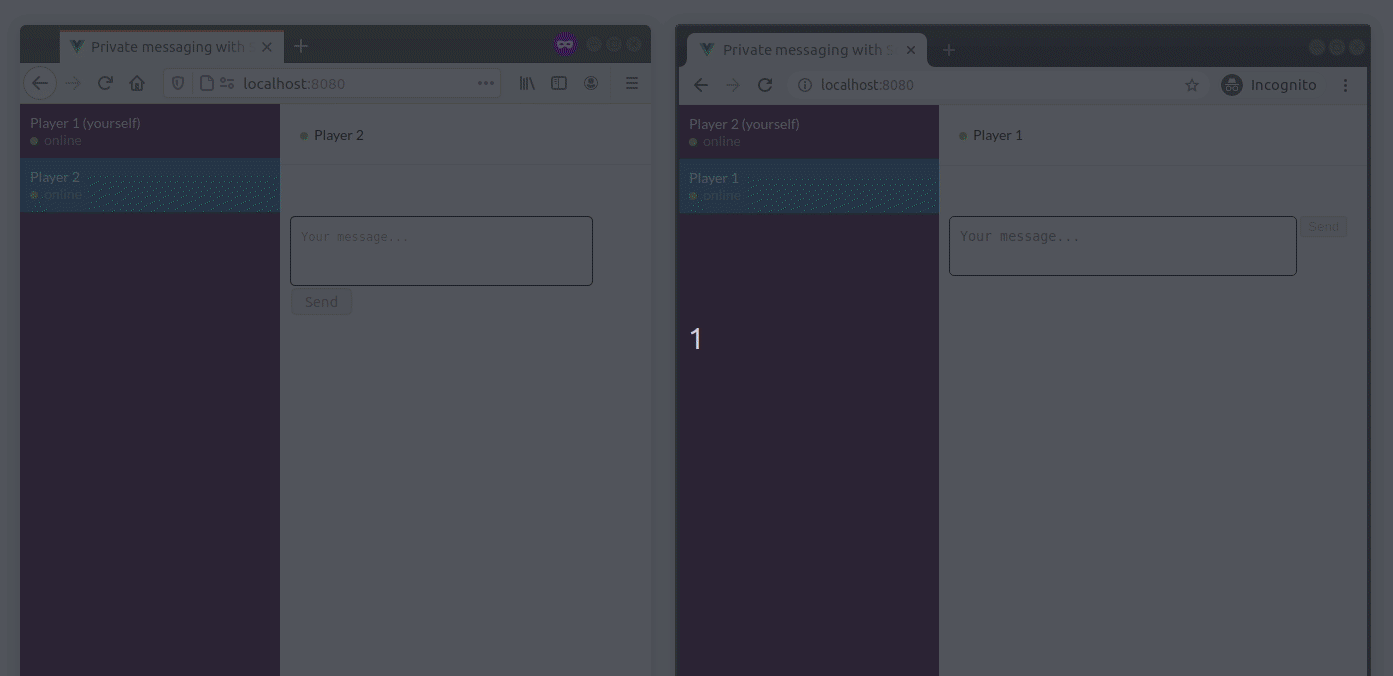 Private messaging with
localhost:8080
Player 1 (yourself)
online
Player 2
online
Player 2
Your message...
Send
Private messaging with S
localhost:8080
Incognito
Player 2 (yourself)
online
Player 1
online
Player 1
Your message...
Send
1